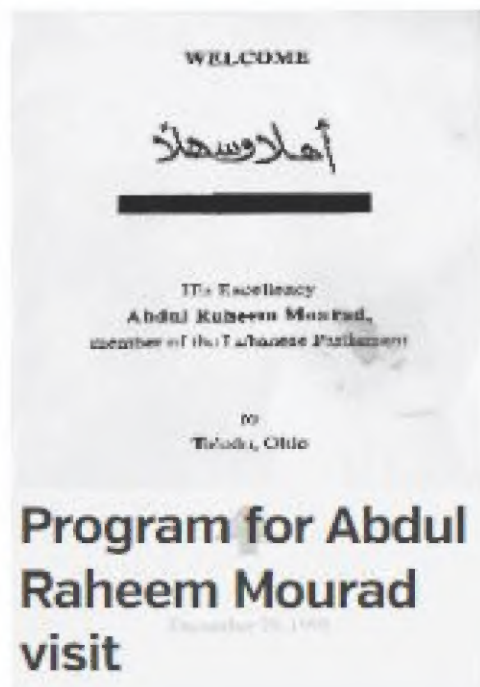 WELCOME
أهلا وسهلا
His Excellency
Abdul Raheem Mourad,
member of the Lebanese Parliament
to
Toledo, Ohio
Program for Abdul
Raheem Mourad
visit